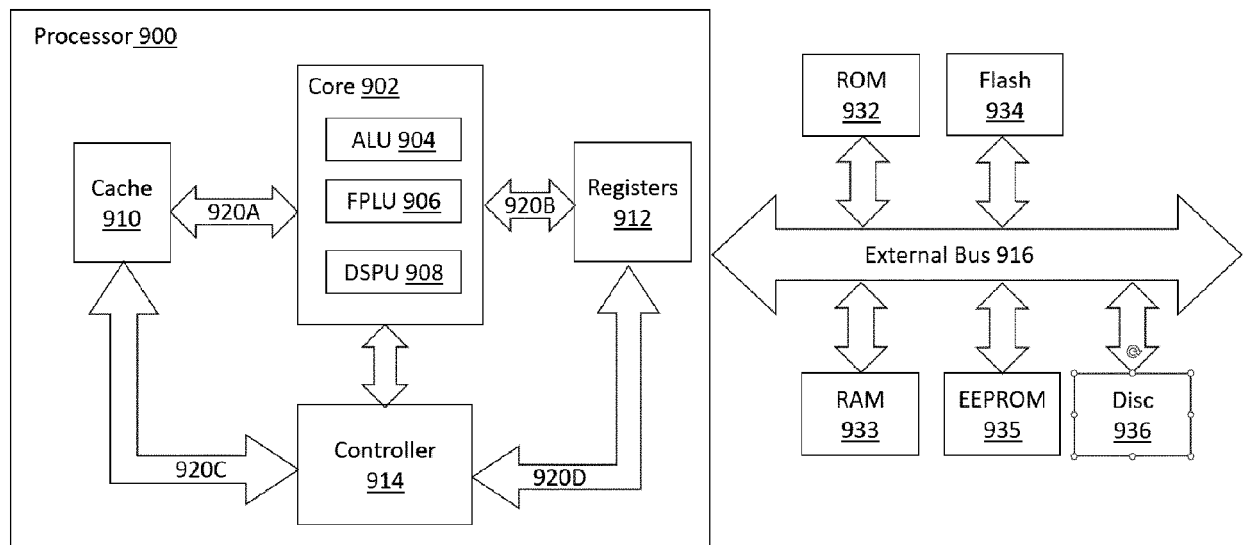 Processor 900
Core 902
ALU 904
FPLU 906
DSPU 908
Cache
910
920A
920B
Registers
912
920C
Controller
914
920D
ROM
932
Flash
934
External Bus 916
RAM
933
EEPROM
935
Disc
936